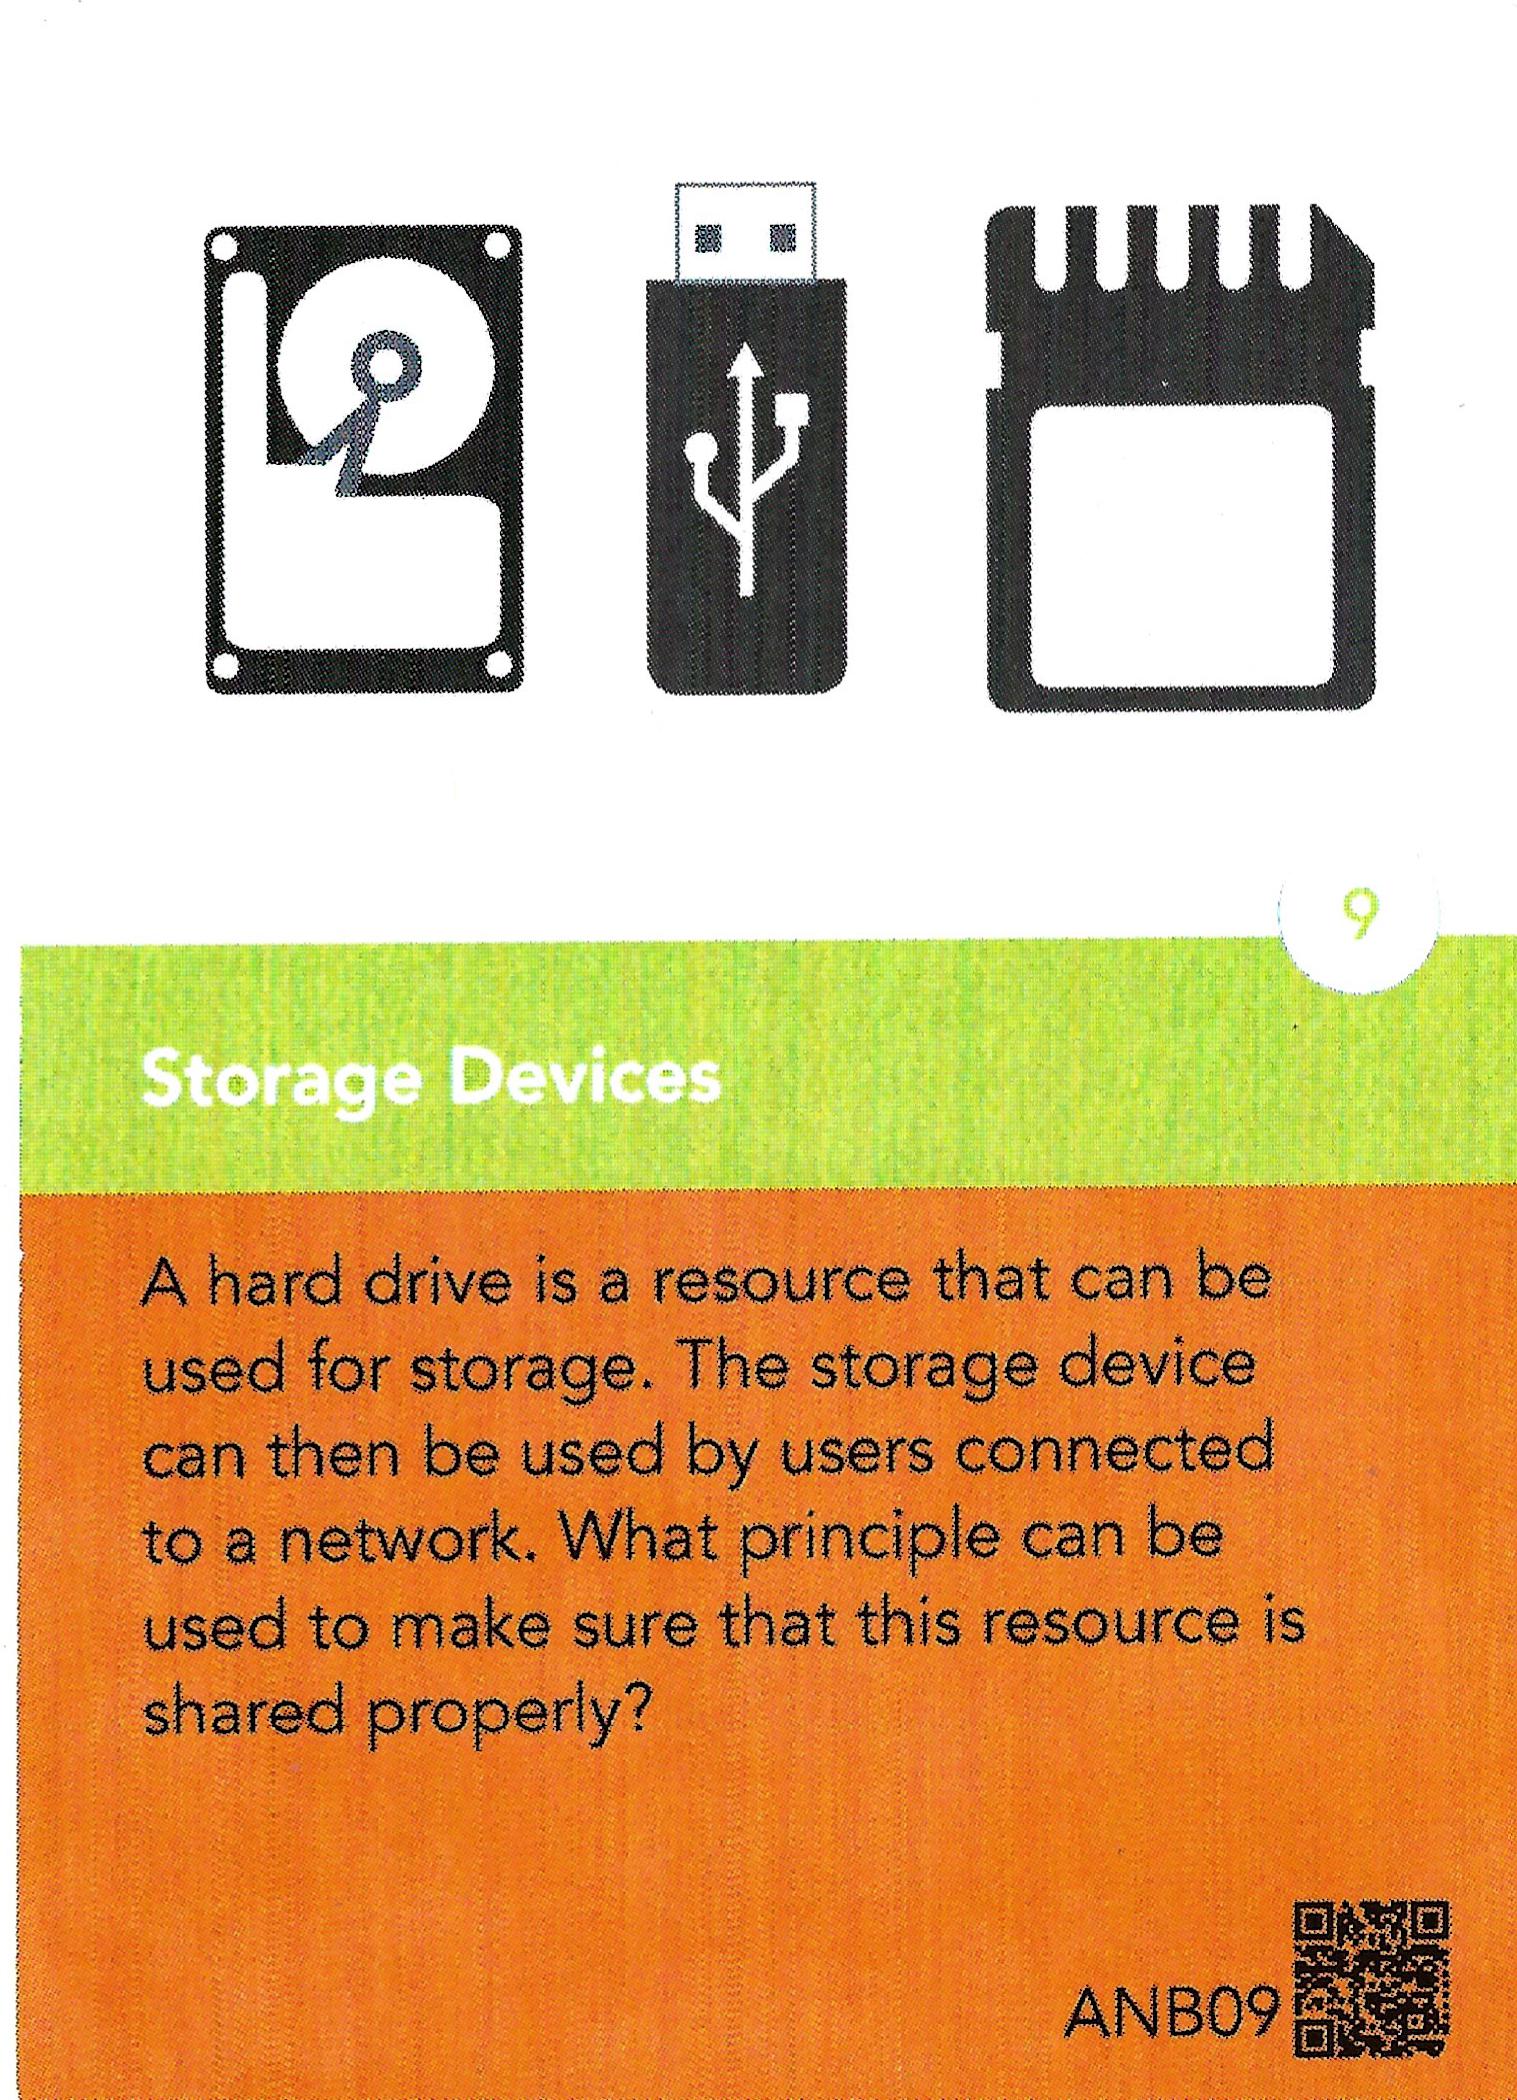 9
Storage Devices
A hard drive is a resource that can be
used for storage. The storage device
can then be used by users connected
to a network. What principle can be
used to make sure that this resource is
shared properly?
ANB09